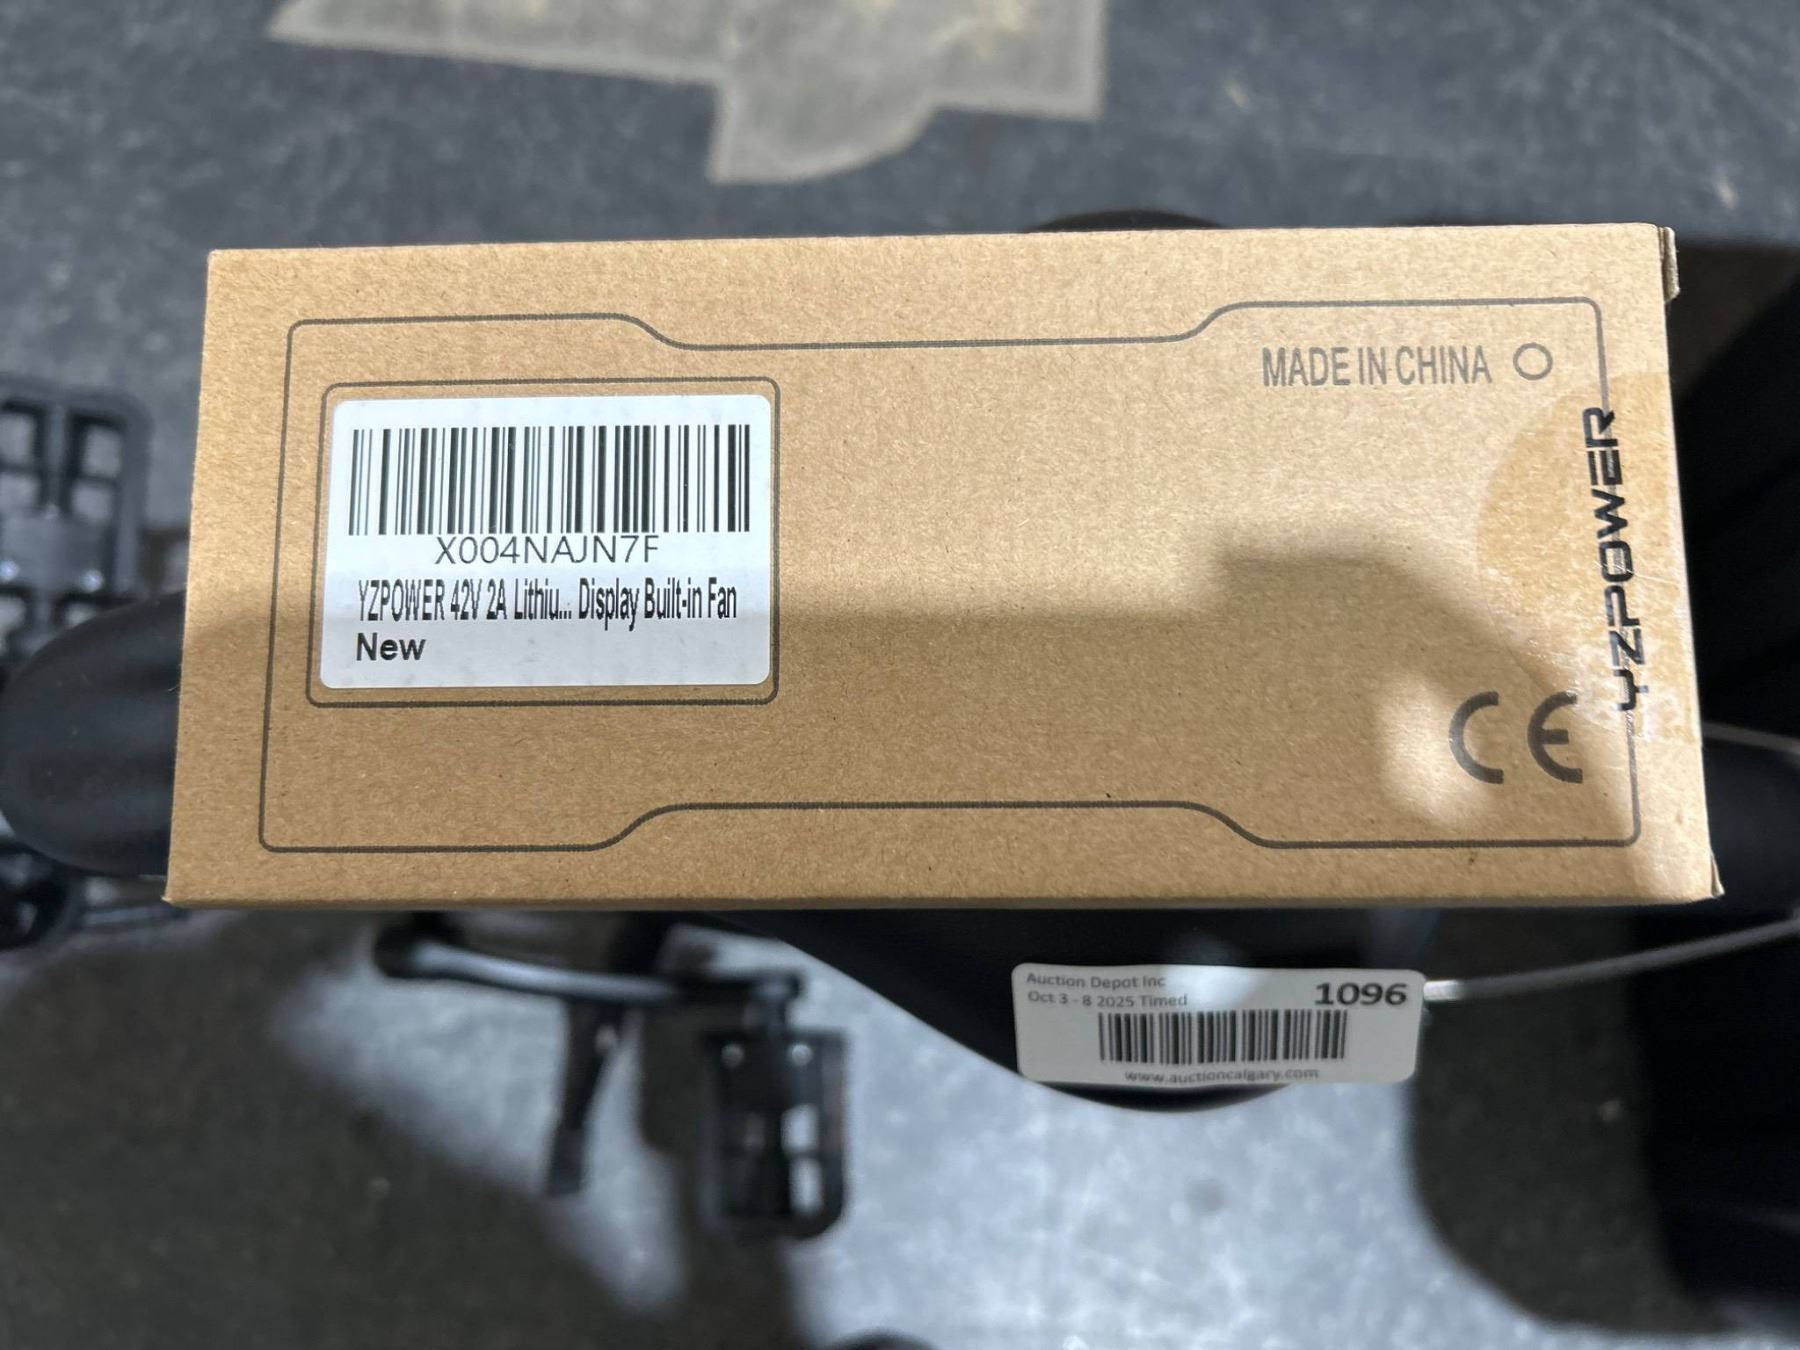 MADE IN CHINA
YZPOWER
X004NAJN7F
YZPOWER 42V 2A Lithiu... Display Built-in Fan
New
CE
Auction Depot Inc
Oct 3 - 8 2025 Timed
1096
www.auctioncalgary.com